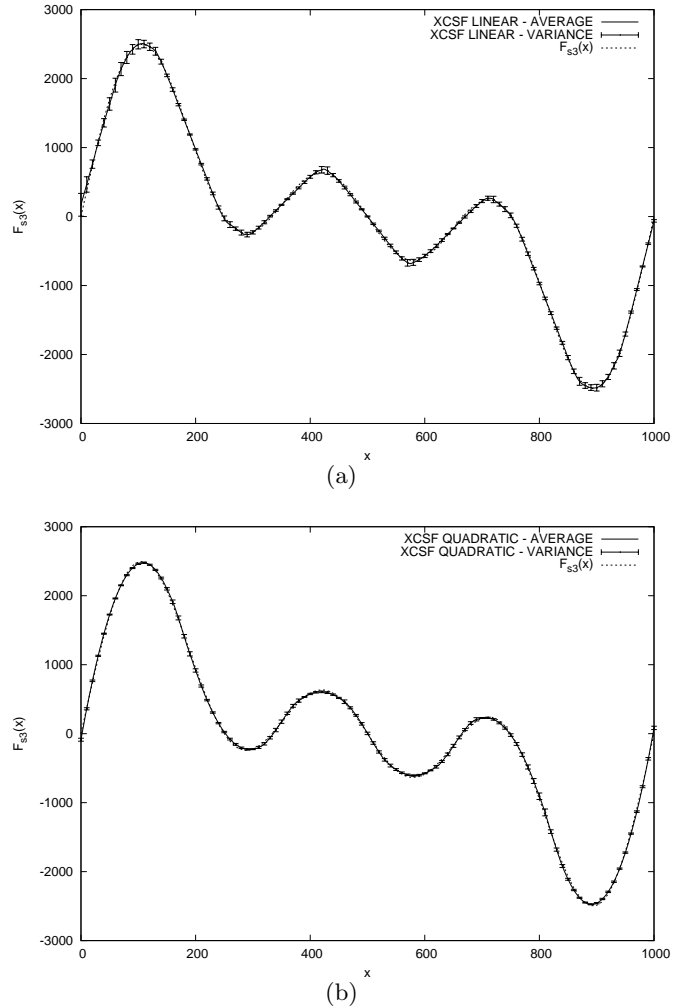 3000
2000
1000
0
-1000
-2000
-3000
F_s3(x)
XCSF LINEAR - AVERAGE
XCSF LINEAR - VARIANCE
F_s3(x)
0 200 400 600 800 1000
x
(a)
3000
2000
1000
0
-1000
-2000
-3000
F_s3(x)
XCSF QUADRATIC - AVERAGE
XCSF QUADRATIC - VARIANCE
F_s3(x)
0 200 400 600 800 1000
x
(b)